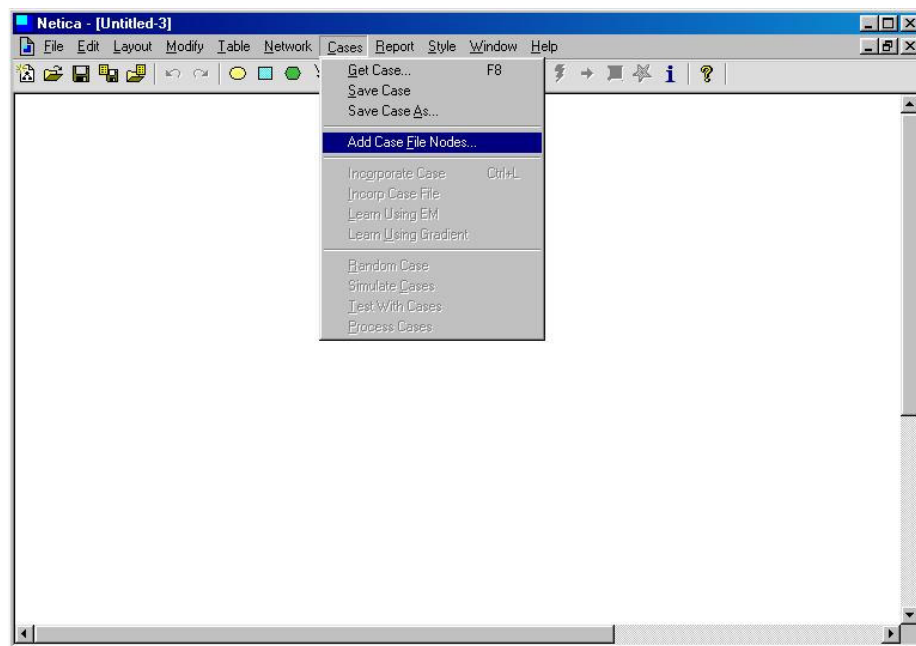 Netica - [Untitled-3]
File Edit Layout Modify Table Network Cases Report Style Window Help
Get Case... F8
Save Case
Save Case As...
Add Case File Nodes...
Incorporate Case Ctrl+L
Incorp Case File
Learn Using EM
Learn Using Gradient
Random Case
Simulate Cases
Test With Cases
Process Cases